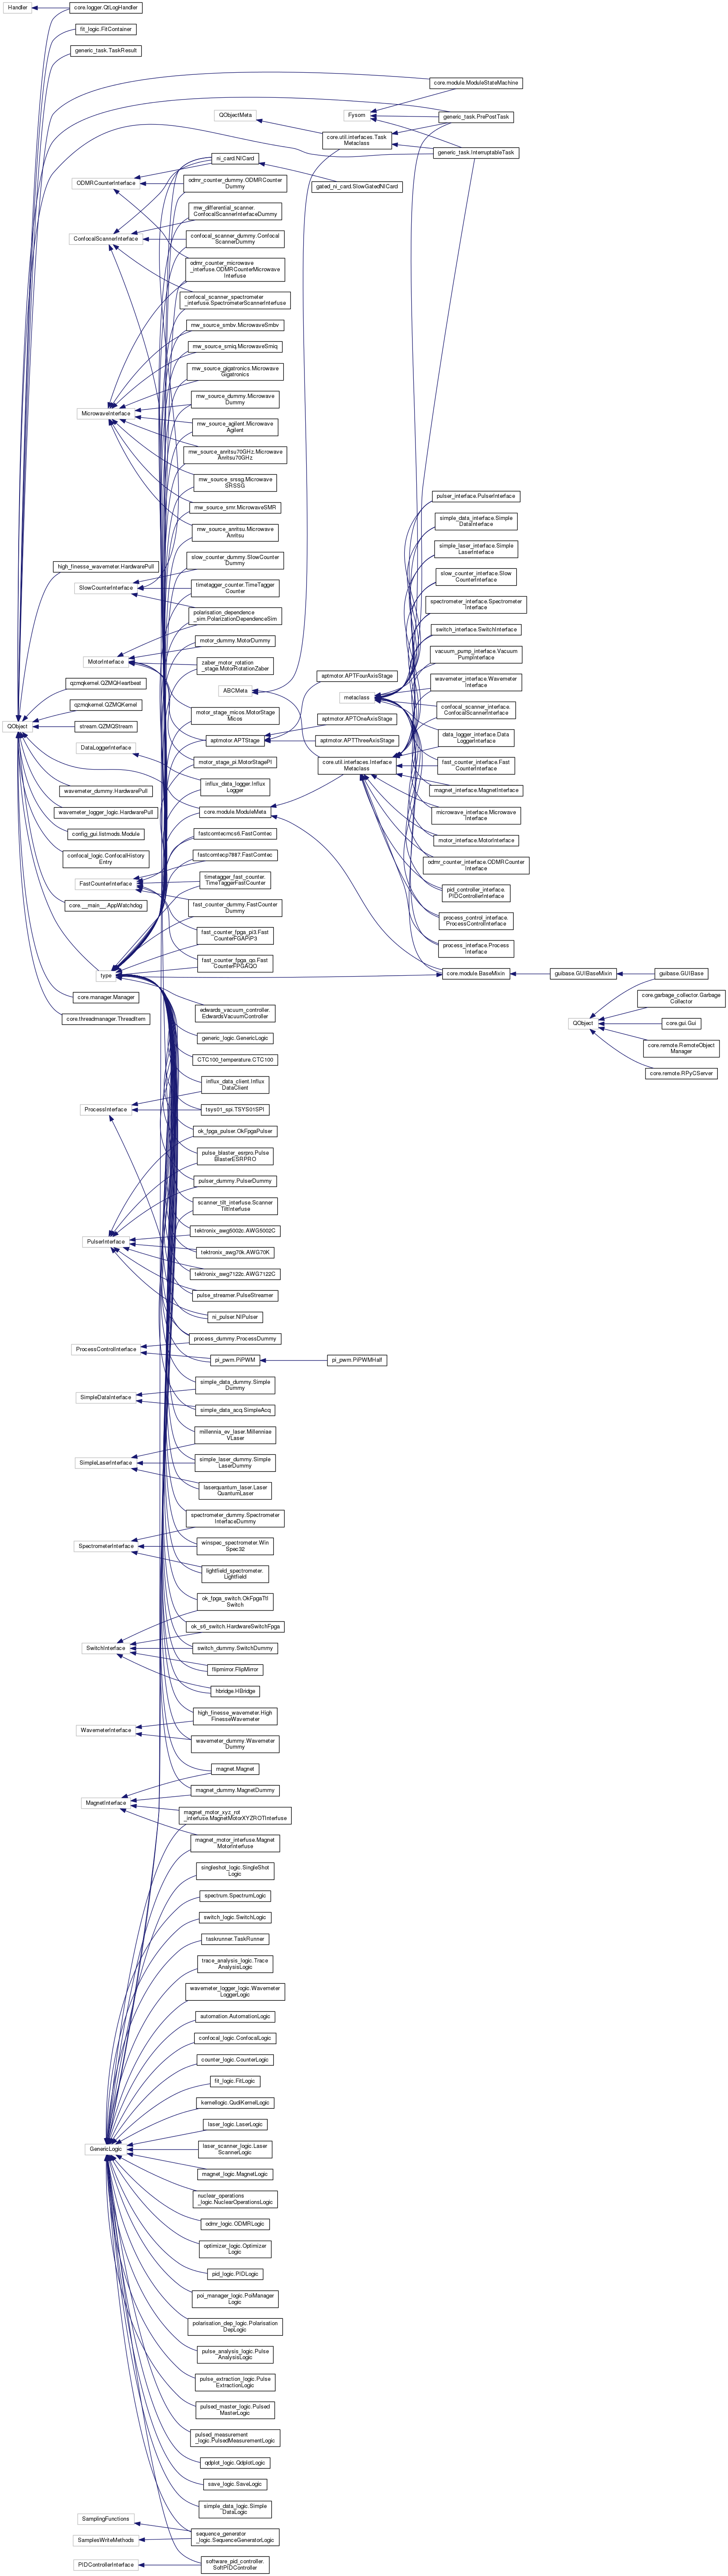 Handler
core.logger.QtLogHandler
fit_logic.FitContainer
generic_task.TaskResult
core.module.ModuleStateMachine
QObjectMeta
Fysom
generic_task.PrePostTask
core.util.interfaces.Task
Metaclass
generic_task.InterruptableTask
ni_card.NICard
ODMRCounterInterface
odmr_counter_dummy.ODMRCounter
Dummy
gated_ni_card.SlowGatedNICard
mw_differential_scanner.
ConfocalScannerInterfaceDummy
ConfocalScannerInterface
confocal_scanner_dummy.Confocal
ScannerDummy
odmr_counter_microwave
_interfuse.ODMRCounterMicrowave
Interfuse
confocal_scanner_spectrometer
_interfuse.SpectrometerScannerInterfuse
mw_source_smbv.MicrowaveSmbv
mw_source_smiq.MicrowaveSmiq
mw_source_gigatronics.Microwave
Gigatronics
mw_source_dummy.Microwave
Dummy
MicrowaveInterface
mw_source_agilent.Microwave
Agilent
mw_source_anritsu70GHz.Microwave
Anritsu70GHz
mw_source_srssg.Microwave
SRSSG
mw_source_smr.MicrowaveSMR
mw_source_anritsu.Microwave
Anritsu
pulser_interface.PulserInterface
simple_data_interface.Simple
DataInterface
simple_laser_interface.Simple
LaserInterface
high_finesse_wavemeter.HardwarePull
slow_counter_dummy.SlowCounter
Dummy
SlowCounterInterface
timetagger_counter.TimeTagger
Counter
slow_counter_interface.Slow
CounterInterface
spectrometer_interface.Spectrometer
Interface
polarisation_dependence
_sim.PolarizationDependenceSim
switch_interface.SwitchInterface
motor_dummy.MotorDummy
vacuum_pump_interface.Vacuum
PumpInterface
MotorInterface
zaber_motor_rotation
_stage.MotorRotationZaber
aptmotor.APTFourAxisStage
wavemeter_interface.Wavemeter
Interface
qzmqkernel.QZMQHeartbeat
ABCMeta
metaclass
qzmqkernel.QZMQKernel
motor_stage_micos.MotorStage
Micos
aptmotor.APTOneAxisStage
confocal_scanner_interface.
ConfocalScannerInterface
QObject
stream.QZMQStream
aptmotor.APTStage
aptmotor.APTThreeAxisStage
data_logger_interface.Data
LoggerInterface
DataLoggerInterface
motor_stage_pi.MotorStagePI
core.util.interfaces.Interface
Metaclass
fast_counter_interface.Fast
CounterInterface
wavemeter_dummy.HardwarePull
influx_data_logger.Influx
Logger
magnet_interface.MagnetInterface
wavemeter_logger_logic.HardwarePull
core.module.ModuleMeta
microwave_interface.Microwave
Interface
config_gui.listmods.Module
fastcomtecmcs6.FastComtec
motor_interface.MotorInterface
confocal_logic.ConfocalHistory
Entry
fastcomtecp7887.FastComtec
odmr_counter_interface.ODMRCounter
Interface
FastCounterInterface
timetagger_fast_counter.
TimeTaggerFastCounter
pid_controller_interface.
PIDControllerInterface
core.__main__.AppWatchdog
fast_counter_dummy.FastCounter
Dummy
process_control_interface.
ProcessControlInterface
fast_counter_fpga_pi3.Fast
CounterFGAPiP3
process_interface.Process
Interface
fast_counter_fpga_qo.Fast
CounterFPGAQO
type
core.module.BaseMixin
guibase.GUIBaseMixin
guibase.GUIBase
core.manager.Manager
core.garbage_collector.Garbage
Collector
edwards_vacuum_controller.
EdwardsVacuumController
core.threadmanager.ThreadItem
QObject
core.gui.Gui
generic_logic.GenericLogic
core.remote.RemoteObject
Manager
CTC100_temperature.CTC100
core.remote.RPyCServer
influx_data_client.Influx
DataClient
ProcessInterface
tsys01_spi.TSYS01SPI
ok_fpga_pulser.OkFpgaPulser
pulse_blaster_esrpro.Pulse
BlasterESRPRO
pulser_dummy.PulserDummy
scanner_tilt_interfuse.Scanner
TiltInterfuse
tektronix_awg5002c.AWG5002C
PulserInterface
tektronix_awg70k.AWG70K
tektronix_awg7122c.AWG7122C
pulse_streamer.PulseStreamer
ni_pulser.NIPulser
process_dummy.ProcessDummy
ProcessControlInterface
pi_pwm.PiPWM
pi_pwm.PiPWMHalf
simple_data_dummy.Simple
Dummy
SimpleDataInterface
simple_data_acq.SimpleAcq
millennia_ev_laser.Millenniae
VLaser
SimpleLaserInterface
simple_laser_dummy.Simple
LaserDummy
laserquantum_laser.Laser
QuantumLaser
spectrometer_dummy.Spectrometer
InterfaceDummy
SpectrometerInterface
winspec_spectrometer.Win
Spec32
lightfield_spectrometer.
Lightfield
ok_fpga_switch.OkFpgaTtl
Switch
ok_s6_switch.HardwareSwitchFpga
SwitchInterface
switch_dummy.SwitchDummy
flipmirror.FlipMirror
hbridge.HBridge
high_finesse_wavemeter.High
FinesseWavemeter
WavemeterInterface
wavemeter_dummy.Wavemeter
Dummy
magnet.Magnet
magnet_dummy.MagnetDummy
MagnetInterface
magnet_motor_xyz_rot
_interfuse.MagnetMotorXYZROTInterfuse
magnet_motor_interfuse.Magnet
MotorInterfuse
singleshot_logic.SingleShot
Logic
spectrum.SpectrumLogic
switch_logic.SwitchLogic
taskrunner.TaskRunner
trace_analysis_logic.Trace
AnalysisLogic
wavemeter_logger_logic.Wavemeter
LoggerLogic
automation.AutomationLogic
confocal_logic.ConfocalLogic
counter_logic.CounterLogic
fit_logic.FitLogic
kernellogic.QudiKernelLogic
laser_logic.LaserLogic
GenericLogic
laser_scanner_logic.Laser
ScannerLogic
magnet_logic.MagnetLogic
nuclear_operations
_logic.NuclearOperationsLogic
odmr_logic.ODMRLogic
optimizer_logic.Optimizer
Logic
pid_logic.PIDLogic
poi_manager_logic.PoiManager
Logic
polarisation_dep_logic.Polarisation
DepLogic
pulse_analysis_logic.Pulse
AnalysisLogic
pulse_extraction_logic.Pulse
ExtractionLogic
pulsed_master_logic.Pulsed
MasterLogic
pulsed_measurement
_logic.PulsedMeasurementLogic
qdplot_logic.QdplotLogic
save_logic.SaveLogic
simple_data_logic.Simple
DataLogic
SamplingFunctions
sequence_generator
_logic.SequenceGeneratorLogic
SamplesWriteMethods
software_pid_controller.
SoftPIDController
PIDControllerInterface